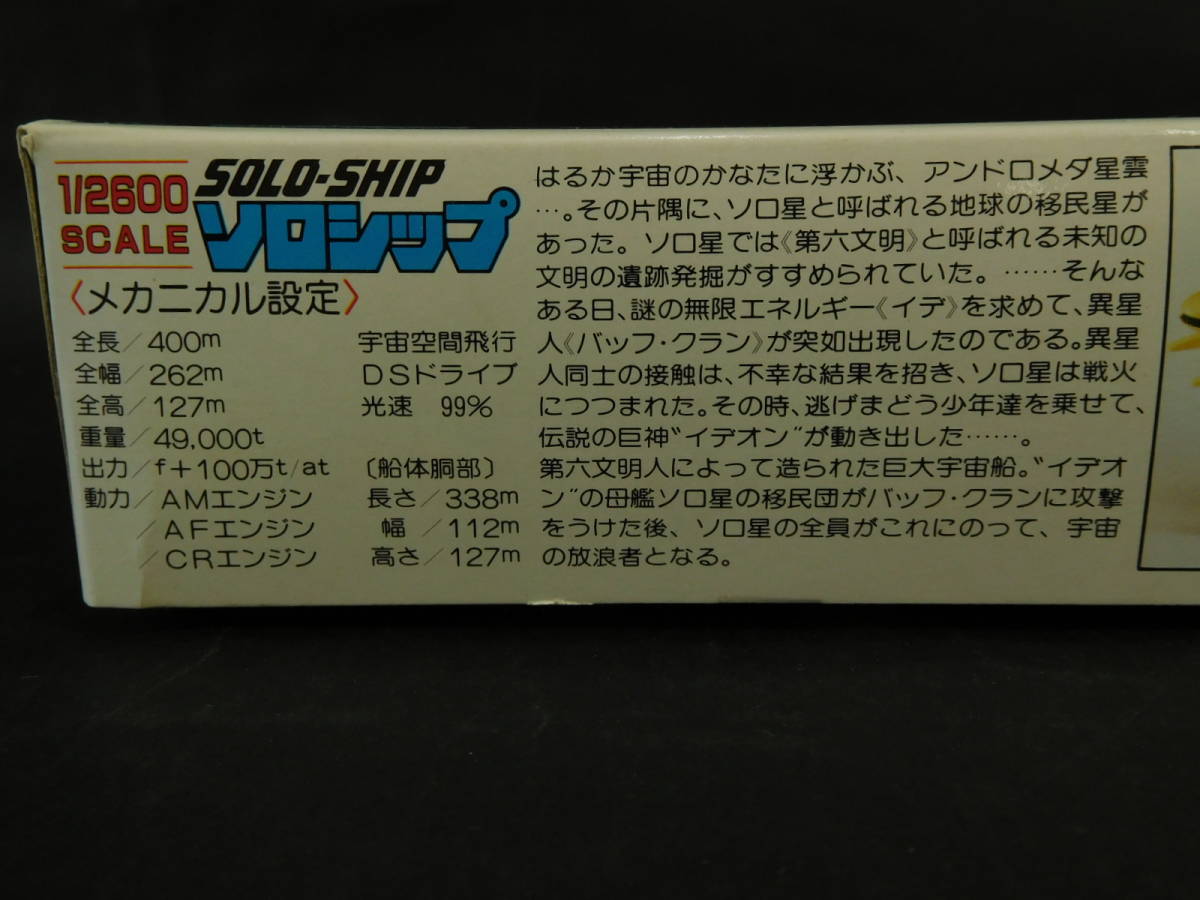 1/2600
SCALE
SOLO-SHIP
ソロシップ
〈メカニカル設定〉
全長/400m
全幅/262m
全高/127m
重量/49,000t
出力/f+100万t/at
動力/AMエンジン
/AFエンジン
/CRエンジン
宇宙空間飛行
DSドライブ
光速 99%
〔船体胴部〕
長さ/338m
幅/112m
高さ/127m
はるか宇宙のかなたに浮かぶ、アンドロメダ星雲
…。その片隅に、ソロ星と呼ばれる地球の移民星が
あった。ソロ星では《第六文明》と呼ばれる未知の
文明の遺跡発掘がすすめられていた。……そんな
ある日、謎の無限エネルギー《イデ》を求めて、異星
人《バッフ・クラン》が突如出現したのである。異星
人同士の接触は、不幸な結果を招き、ソロ星は戦火
につつまれた。その時、逃げまどう少年達を乗せて、
伝説の巨神"イデオン"が動き出した……。
第六文明人によって造られた巨大宇宙船。"イデオ
ン"の母艦ソロ星の移民団がバッフ・クランに攻撃
をうけた後、ソロ星の全員がこれにのって、宇宙
の放浪者となる。